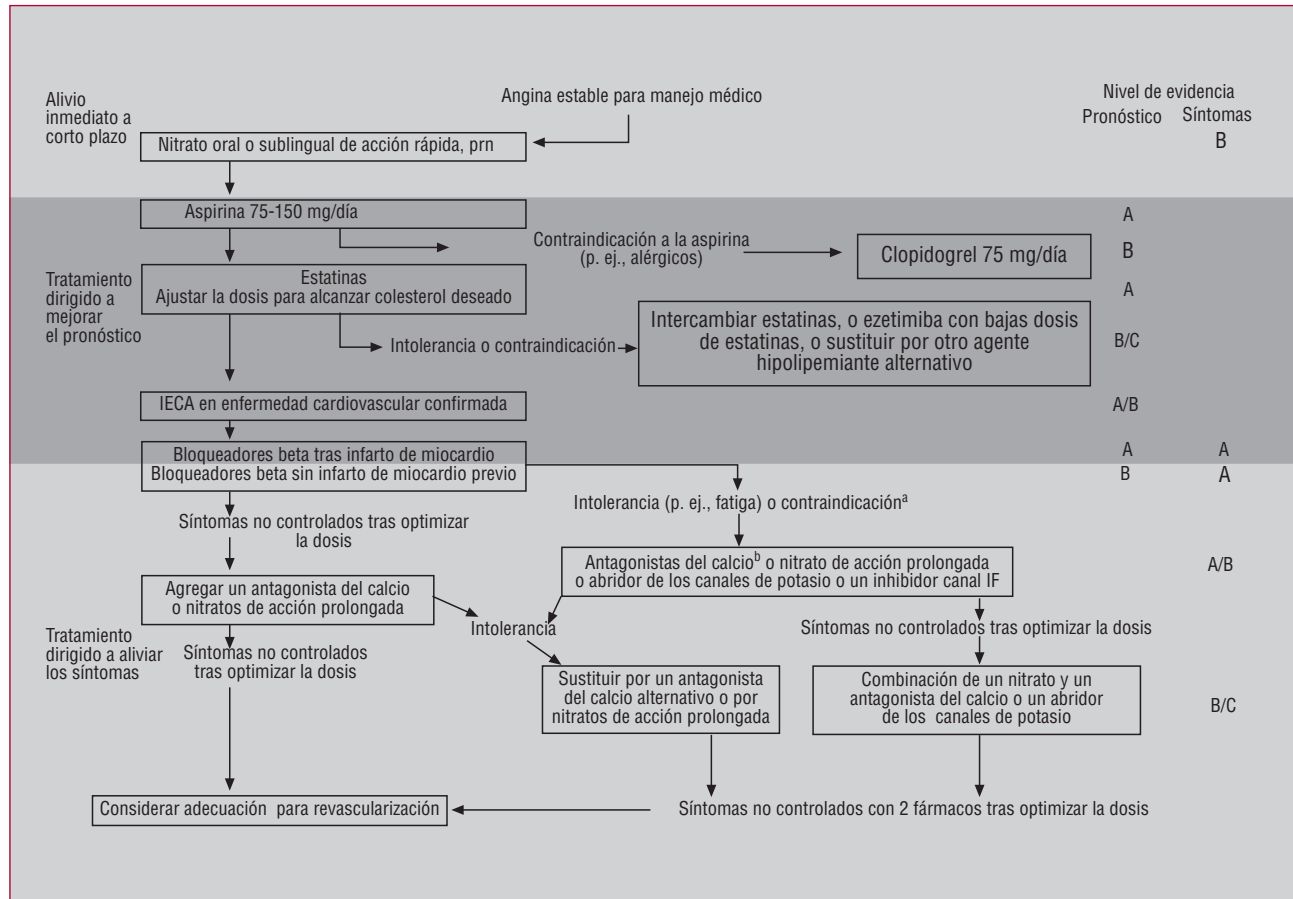 Alivio
inmediato a
corto plazo
Angina estable para manejo médico
Nivel de evidencia
Pronóstico Síntomas
Nitrato oral o sublingual de acción rápida, prn
B
Aspirina 75-150 mg/día
A
Contraindicación a la aspirina
(p. ej., alérgicos)
Clopidogrel 75 mg/día
B
Tratamiento
dirigido a
mejorar
el pronóstico
Estatinas
Ajustar la dosis para alcanzar colesterol deseado
A
Intolerancia o contraindicación
Intercambiar estatinas, o ezetimiba con bajas dosis
de estatinas, o sustituir por otro agente
hipolipemiante alternativo
B/C
IECA en enfermedad cardiovascular confirmada
A/B
Bloqueadores beta tras infarto de miocardio
A A
Bloqueadores beta sin infarto de miocardio previo
B A
Intolerancia (p. ej., fatiga) o contraindicaciónᵃ
Síntomas no controlados tras optimizar
la dosis
Antagonistas del calcioᵇ o nitrato de acción prolongada
o abridor de los canales de potasio o un inhibidor canal IF
A/B
Agregar un antagonista del calcio
o nitratos de acción prolongada
Intolerancia
Síntomas no controlados tras optimizar la dosis
Tratamiento
dirigido a aliviar
los síntomas
Síntomas no controlados
tras optimizar la dosis
Sustituir por un antagonista
del calcio alternativo o por
nitratos de acción prolongada
Combinación de un nitrato y un
antagonista del calcio o un abridor
de los canales de potasio
B/C
Considerar adecuación para revascularización
Síntomas no controlados con 2 fármacos tras optimizar la dosis